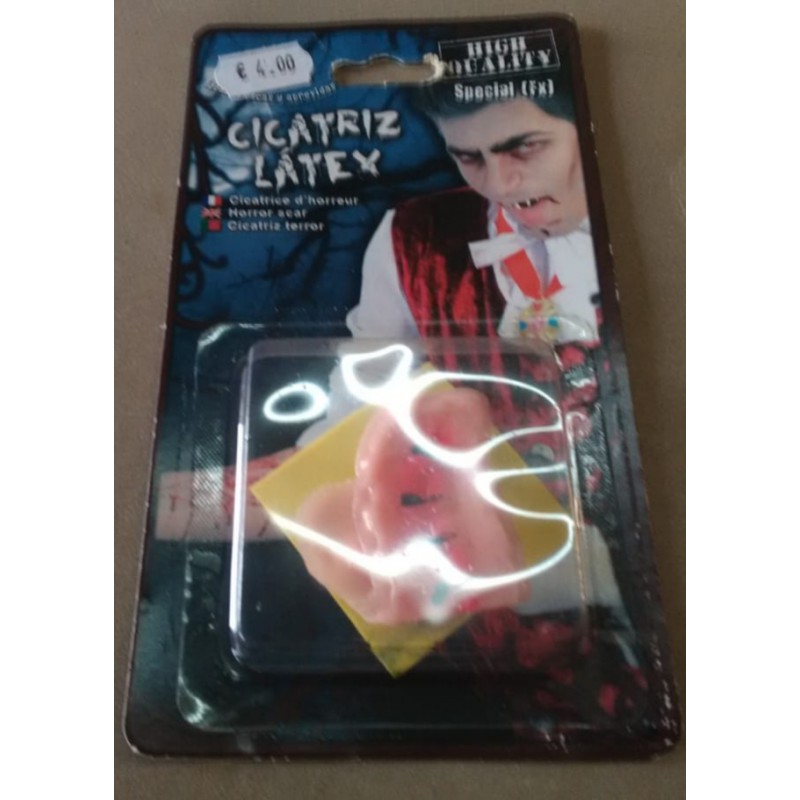 € 4.00
HIGH
QUALITY
Special (Fx)
CICATRIZ
LÁTEX
Cicatrice d'horreur
Horror scar
Cicatriz terror